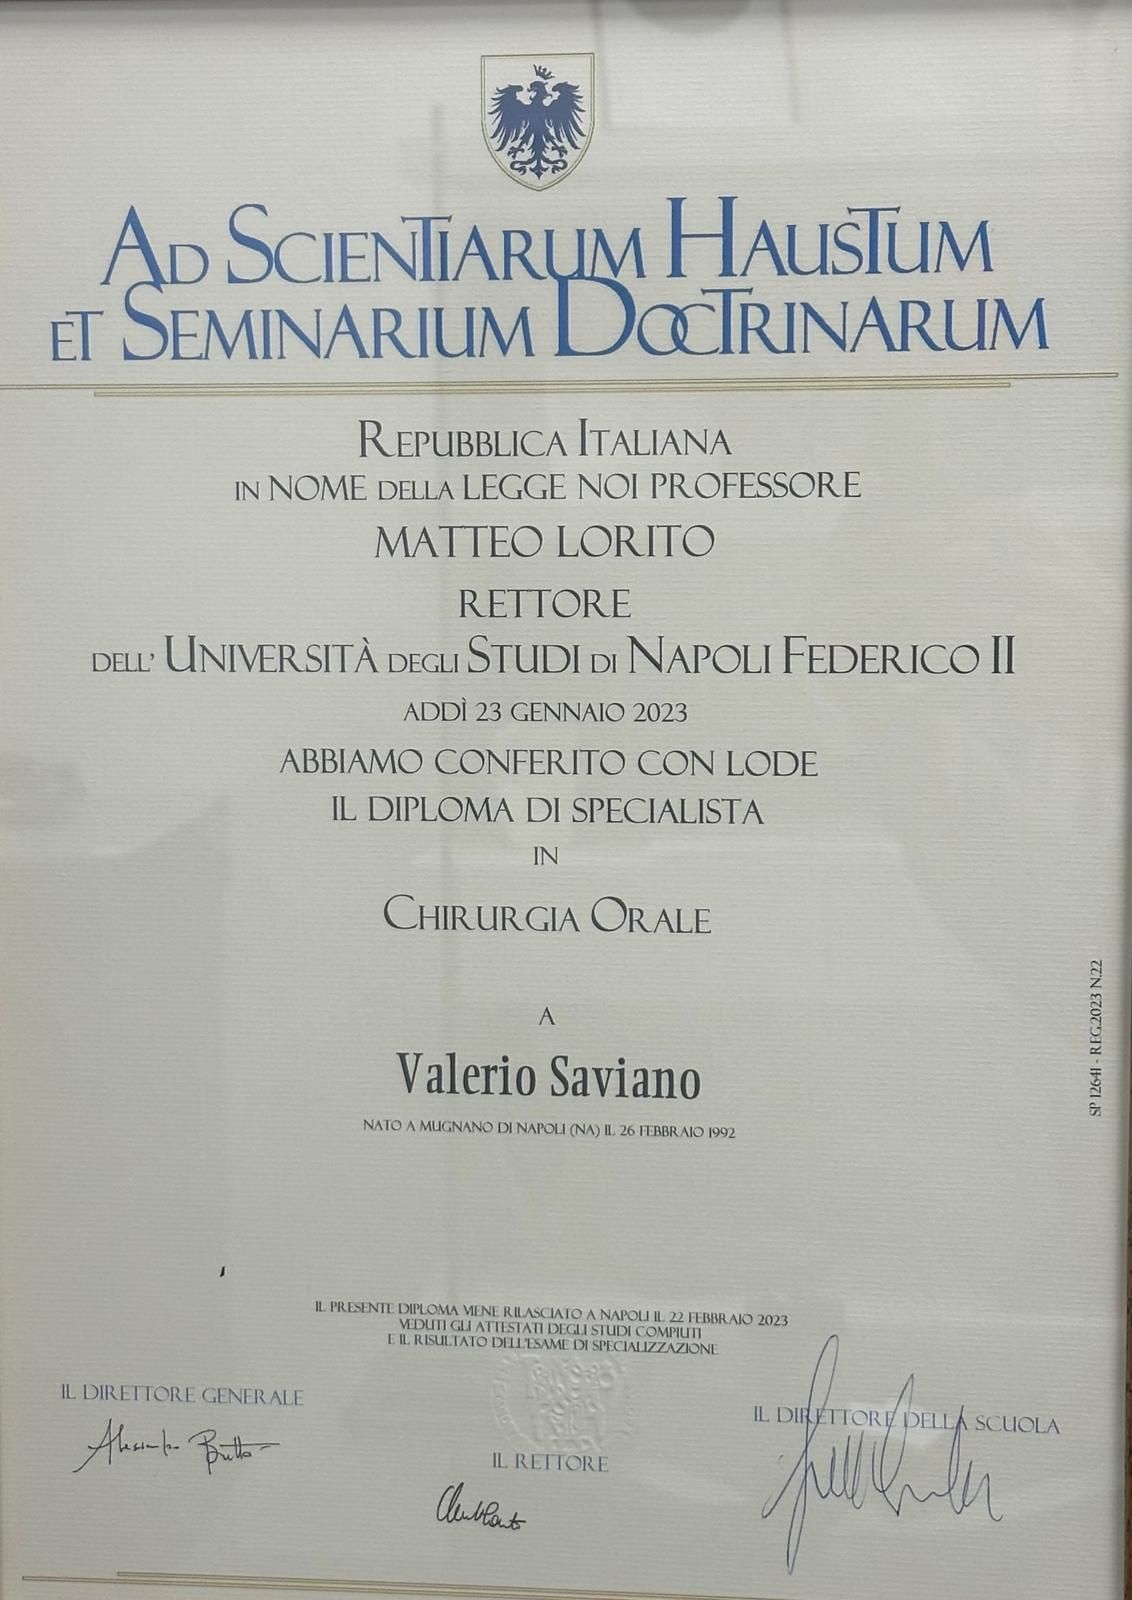 AD SCIENTIARUM HAUSTUM
ET SEMINARIUM DOCTRINARUM
REPUBBLICA ITALIANA
IN NOME DELLA LEGGE NOI PROFESSORE
MATTEO LORITO
RETTORE
DELL' UNIVERSITÀ DEGLI STUDI DI NAPOLI FEDERICO II
ADDÌ 23 GENNAIO 2023
ABBIAMO CONFERITO CON LODE
IL DIPLOMA DI SPECIALISTA
IN
CHIRURGIA ORALE
A
Valerio Saviano
NATO A MUGNANO DI NAPOLI (NA) IL 26 FEBBRAIO 1992
SP 12641 - REG.2023 N.22
IL PRESENTE DIPLOMA VIENE RILASCIATO A NAPOLI IL 22 FEBBRAIO 2023
VEDUTI GLI ATTESTATI DEGLI STUDI COMPIUTI
E IL RISULTATO DELL'ESAME DI SPECIALIZZAZIONE
IL DIRETTORE GENERALE
IL RETTORE
IL DIRETTORE DELLA SCUOLA